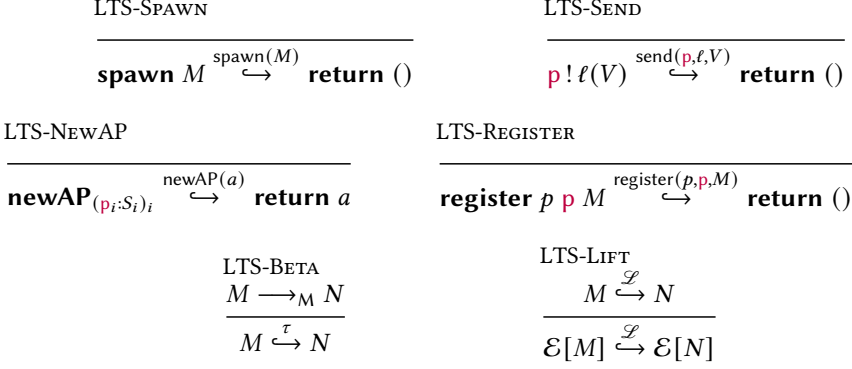 LTS-Spawn LTS-Send
spawn M ↪^{spawn(M)} return () p ! ℓ(V) ↪^{send(p,ℓ,V)} return ()
LTS-NewAP LTS-Register
newAP_{(p_i:S_i)_i} ↪^{newAP(a)} return a register p p M ↪^{register(p,p,M)} return ()
LTS-Beta LTS-Lift
M ⟶_M N M ↪^{ℒ} N
M ↪^{τ} N ℰ[M] ↪^{ℒ} ℰ[N]